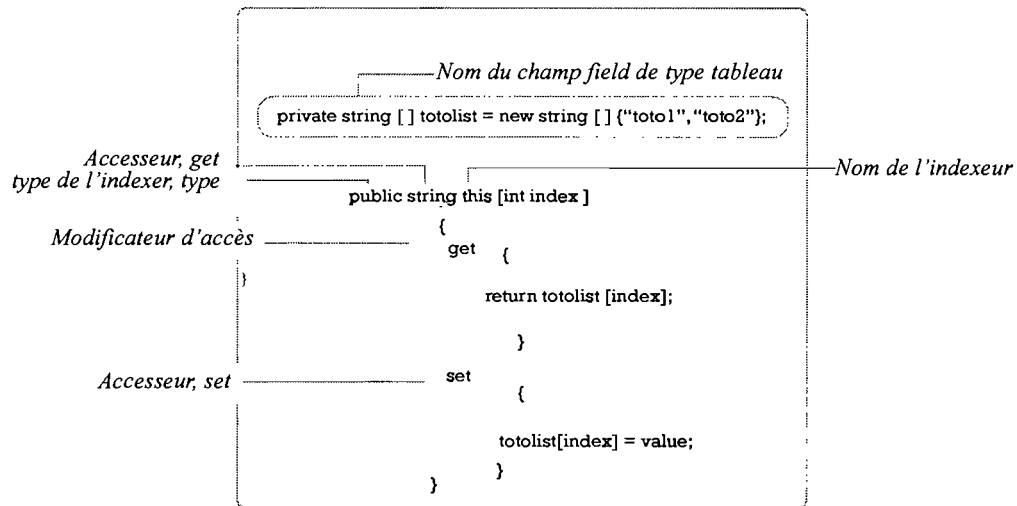 Nom du champ field de type tableau
private string [ ] totolist = new string [ ] {“toto1”,“toto2”};
Accesseur, get
type de l’indexer, type
Nom de l’indexeur
public string this [int index ]
{
Modificateur d’accès
get {
}
return totolist [index];
}
Accesseur, set
set
{
totolist[index] = value;
}
}